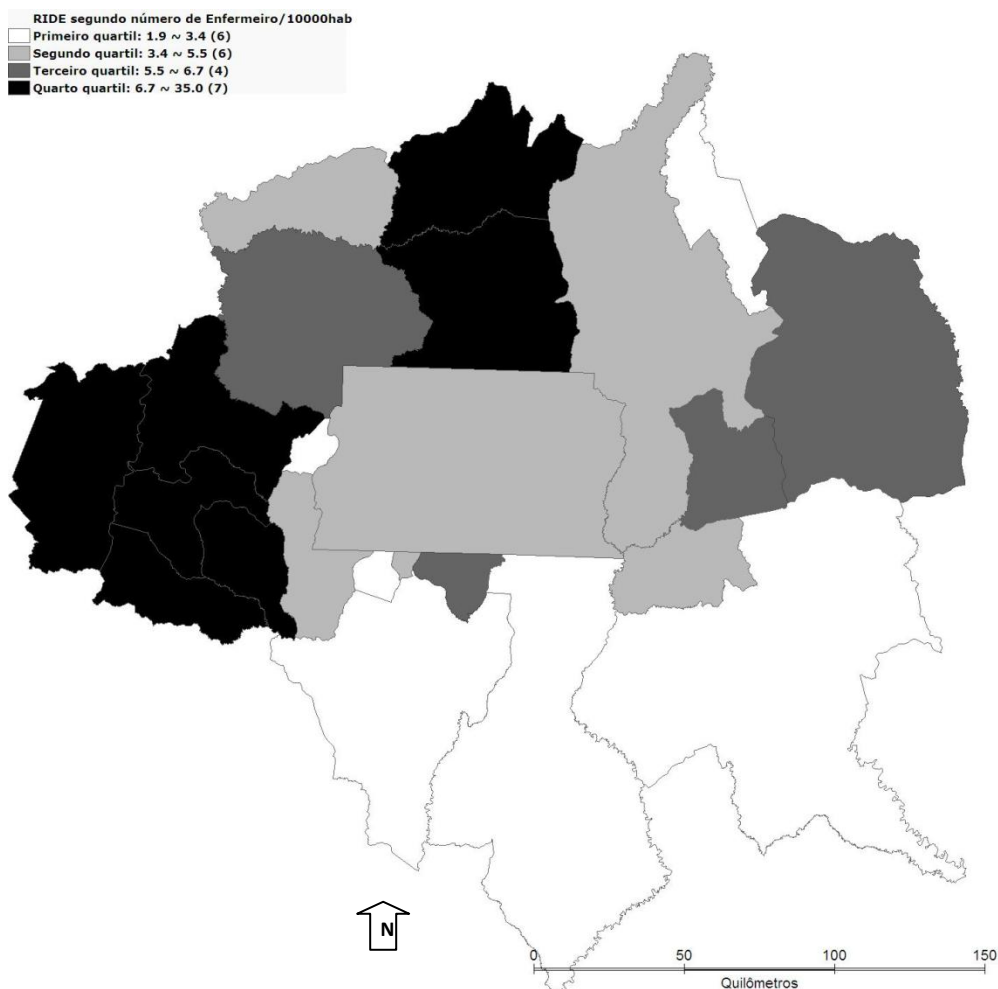 RIDE segundo número de Enfermeiro/10000hab
Primeiro quartil: 1.9 ~ 3.4 (6)
Segundo quartil: 3.4 ~ 5.5 (6)
Terceiro quartil: 5.5 ~ 6.7 (4)
Quarto quartil: 6.7 ~ 35.0 (7)
N
0 50 100 150
Quilômetros